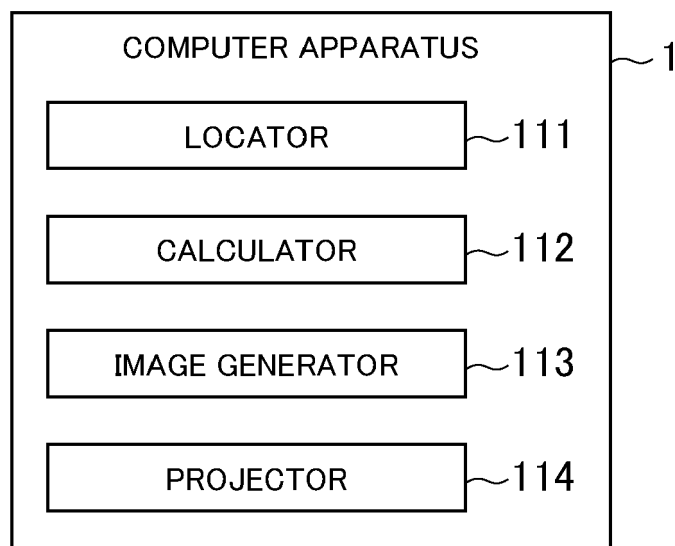 COMPUTER APPARATUS
1
LOCATOR
111
CALCULATOR
112
IMAGE GENERATOR
113
PROJECTOR
114